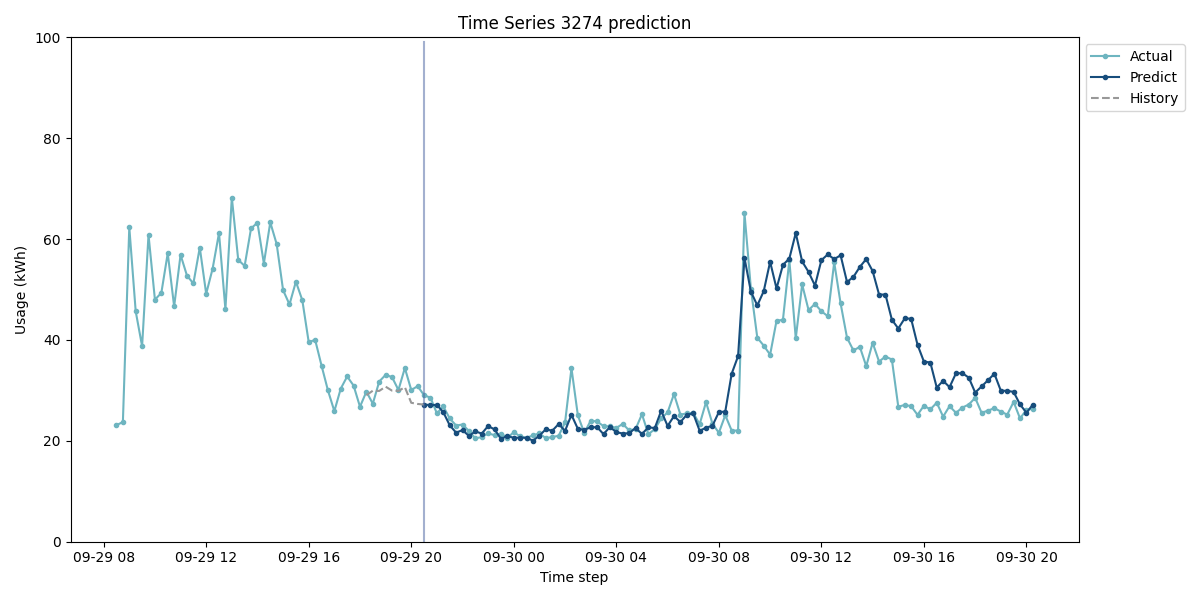 Time Series 3274 prediction
100
80
60
40
20
0
Usage (kWh)
09-29 08
09-29 12
09-29 16
09-29 20
09-30 00
09-30 04
09-30 08
09-30 12
09-30 16
09-30 20
Time step
Actual
Predict
History